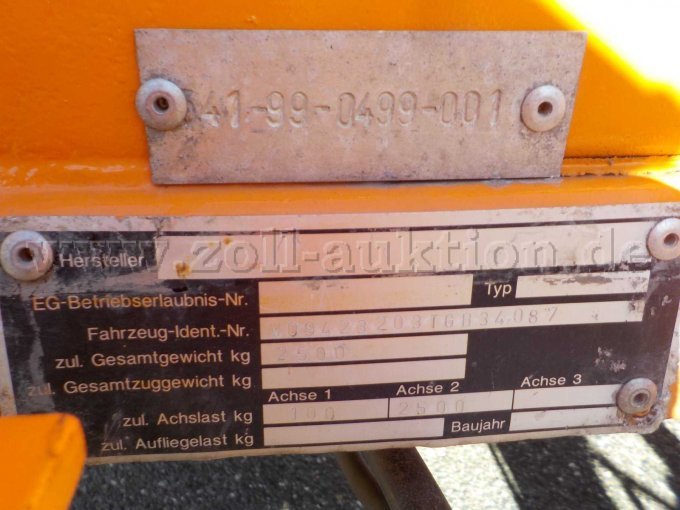 41-99-0499-001
www.zoll-auktion.de
Hersteller
EG-Betriebserlaubnis-Nr. Typ
Fahrzeug-Ident.-Nr.
zul. Gesamtgewicht kg 2500
zul. Gesamtzuggewicht kg
Achse 1 Achse 2 Achse 3
zul. Achslast kg 100 2500
zul. Aufliegelast kg Baujahr